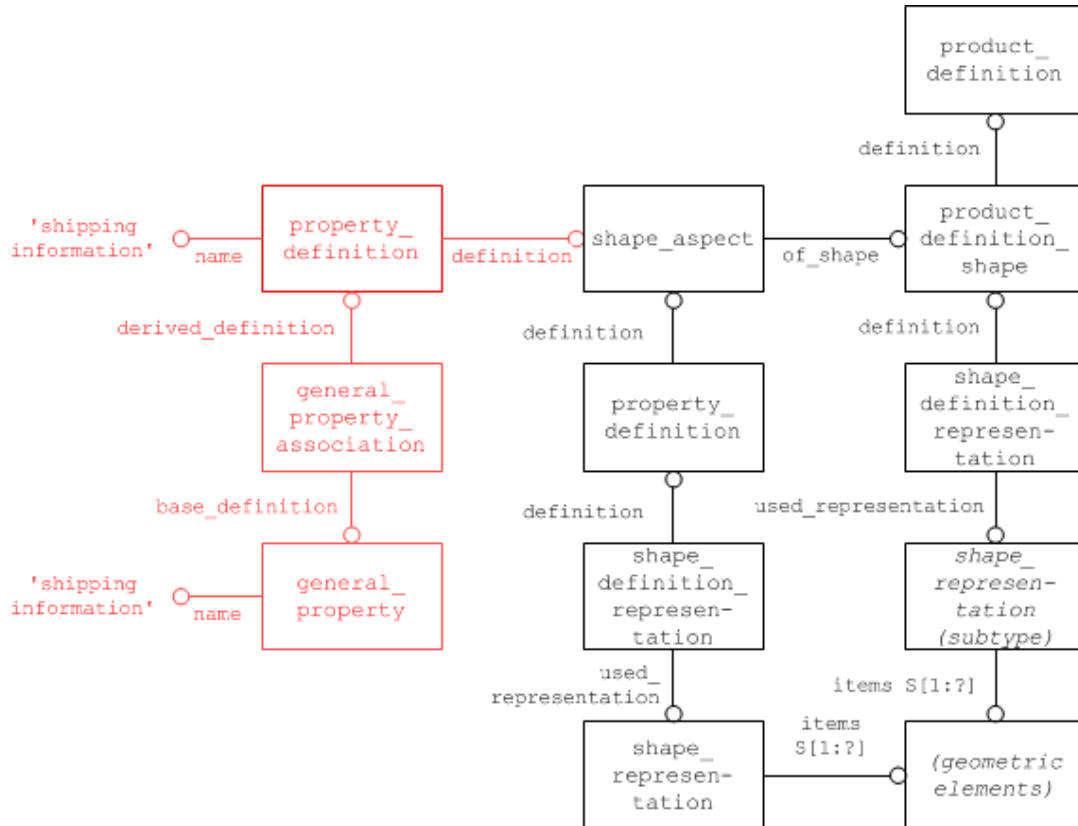 product_
definition
definition
'shipping
information'
name
property_
definition
definition
shape_aspect
of_shape
product_
definition_
shape
derived_definition
definition
definition
general_
property_
association
property_
definition
shape_
definition_
represen-
tation
base_definition
definition
used_representation
'shipping
information'
name
general_
property
shape_
definition_
represen-
tation
shape_
represen-
tation
(subtype)
used_
representation
items S[1:?]
items
S[1:?]
shape_
represen-
tation
(geometric
elements)